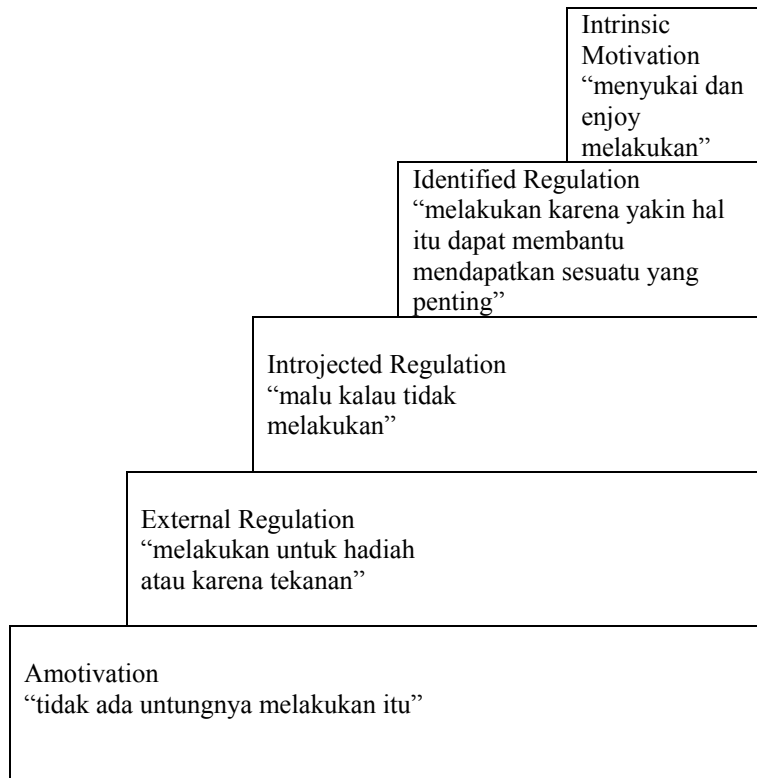 Intrinsic
Motivation
“menyukai dan
enjoy
melakukan”
Identified Regulation
“melakukan karena yakin hal
itu dapat membantu
mendapatkan sesuatu yang
penting”
Introjected Regulation
“malu kalau tidak
melakukan”
External Regulation
“melakukan untuk hadiah
atau karena tekanan”
Amotivation
“tidak ada untungnya melakukan itu”